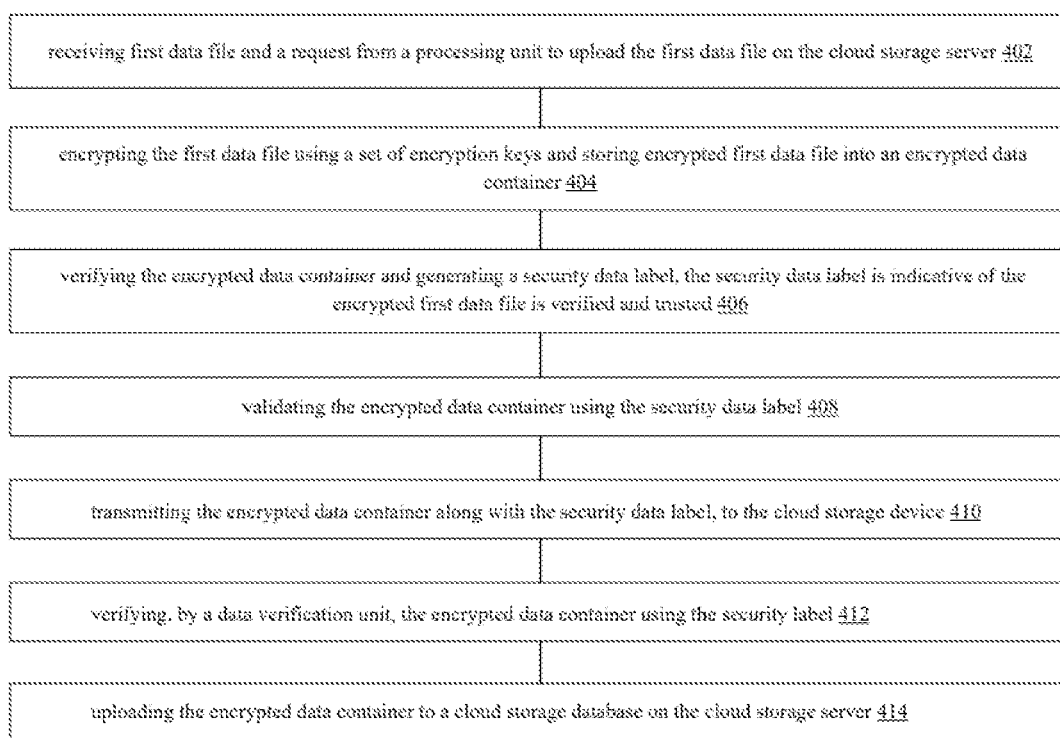 receiving first data file and a request from a processing unit to upload the first data file on the cloud storage server 402
encrypting the first data file using a set of encryption keys and storing encrypted first data file into an encrypted data
container 404
verifying the encrypted data container and generating a security data label, the security data label is indicative of the
encrypted first data file is verified and trusted 406
validating the encrypted data container using the security data label 408
transmitting the encrypted data container along with the security data label, to the cloud storage device 410
verifying, by a data verification unit, the encrypted data container using the security label 412
uploading the encrypted data container to a cloud storage database on the cloud storage server 414